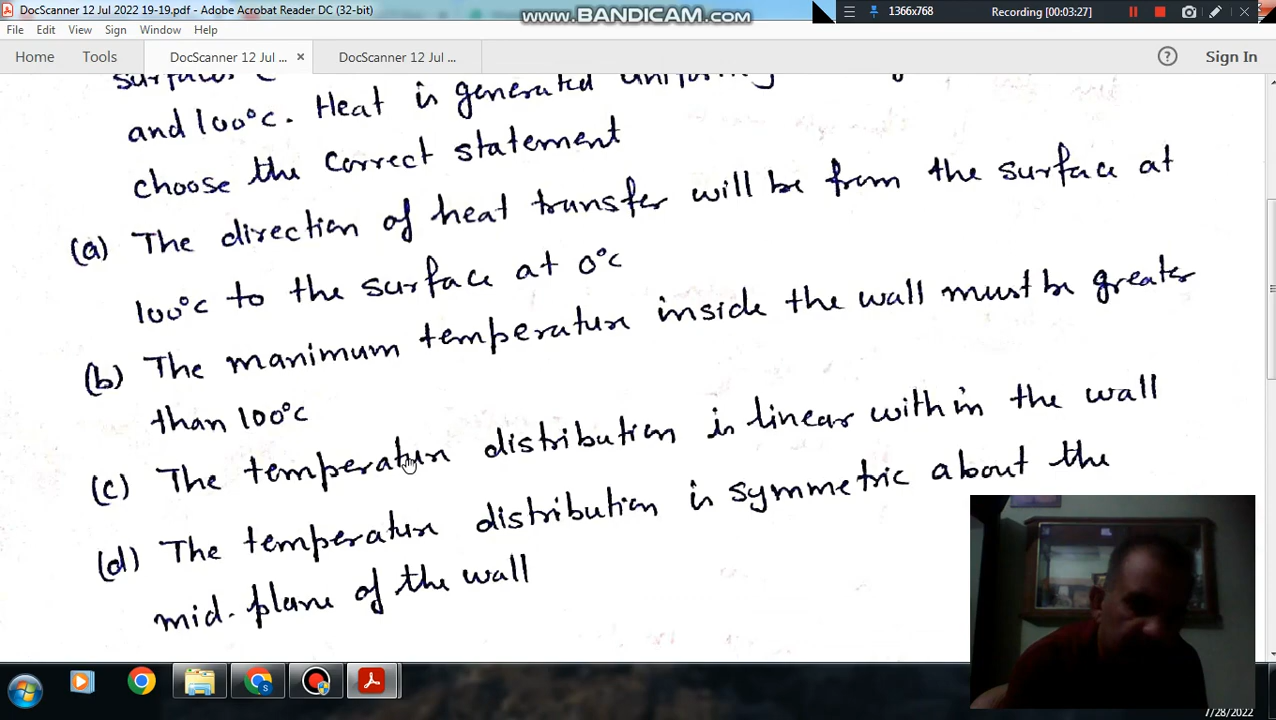 DocScanner 12 Jul 2022 19-19.pdf - Adobe Acrobat Reader DC (32-bit)
www.BANDICAM.com
1366x768
Recording [00:03:27]
File Edit View Sign Window Help
Home Tools DocScanner 12 Jul ... × DocScanner 12 Jul ... ? Sign In
and 100°c. Heat is generated
choose the correct statement
(a) The direction of heat transfer will be from the surface at
100°c to the surface at 0°c
(b) The manimum temperature inside the wall must be greater
than 100°c
(c) The temperature distribution is linear within the wall
(d) The temperature distribution is symmetric about the
mid-plane of the wall
7/28/2022